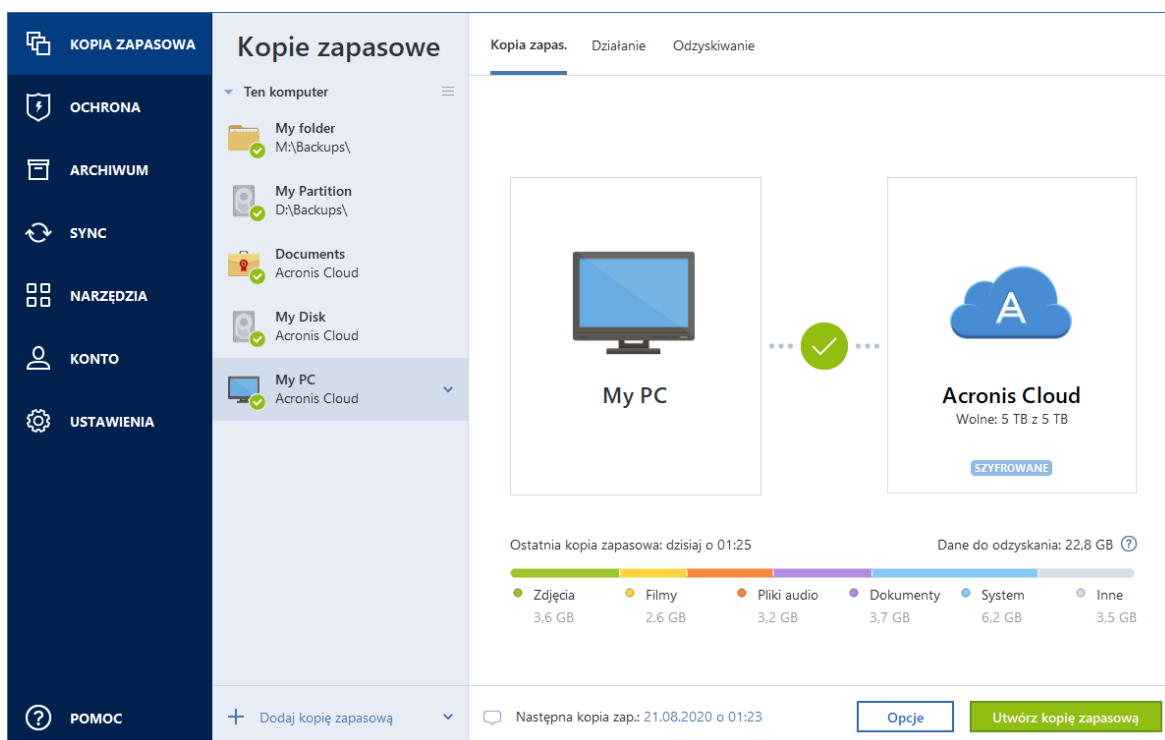 KOPIA ZAPASOWA
OCHRONA
ARCHIWUM
SYNC
NARZĘDZIA
KONTO
USTAWIENIA
POMOC
Kopie zapasowe
Ten komputer
My folder
M:\Backups\
My Partition
D:\Backups\
Documents
Acronis Cloud
My Disk
Acronis Cloud
My PC
Acronis Cloud
Dodaj kopię zapasową
Kopia zapas. Działanie Odzyskiwanie
My PC
A
Acronis Cloud
Wolne: 5 TB z 5 TB
SZYFROWANE
Ostatnia kopia zapasowa: dzisiaj o 01:25 Dane do odzyskania: 22,8 GB ?
Zdjęcia Filmy Pliki audio Dokumenty System Inne
3,6 GB 2,6 GB 3,2 GB 3,7 GB 6,2 GB 3,5 GB
Następna kopia zap.: 21.08.2020 o 01:23 Opcje Utwórz kopię zapasową